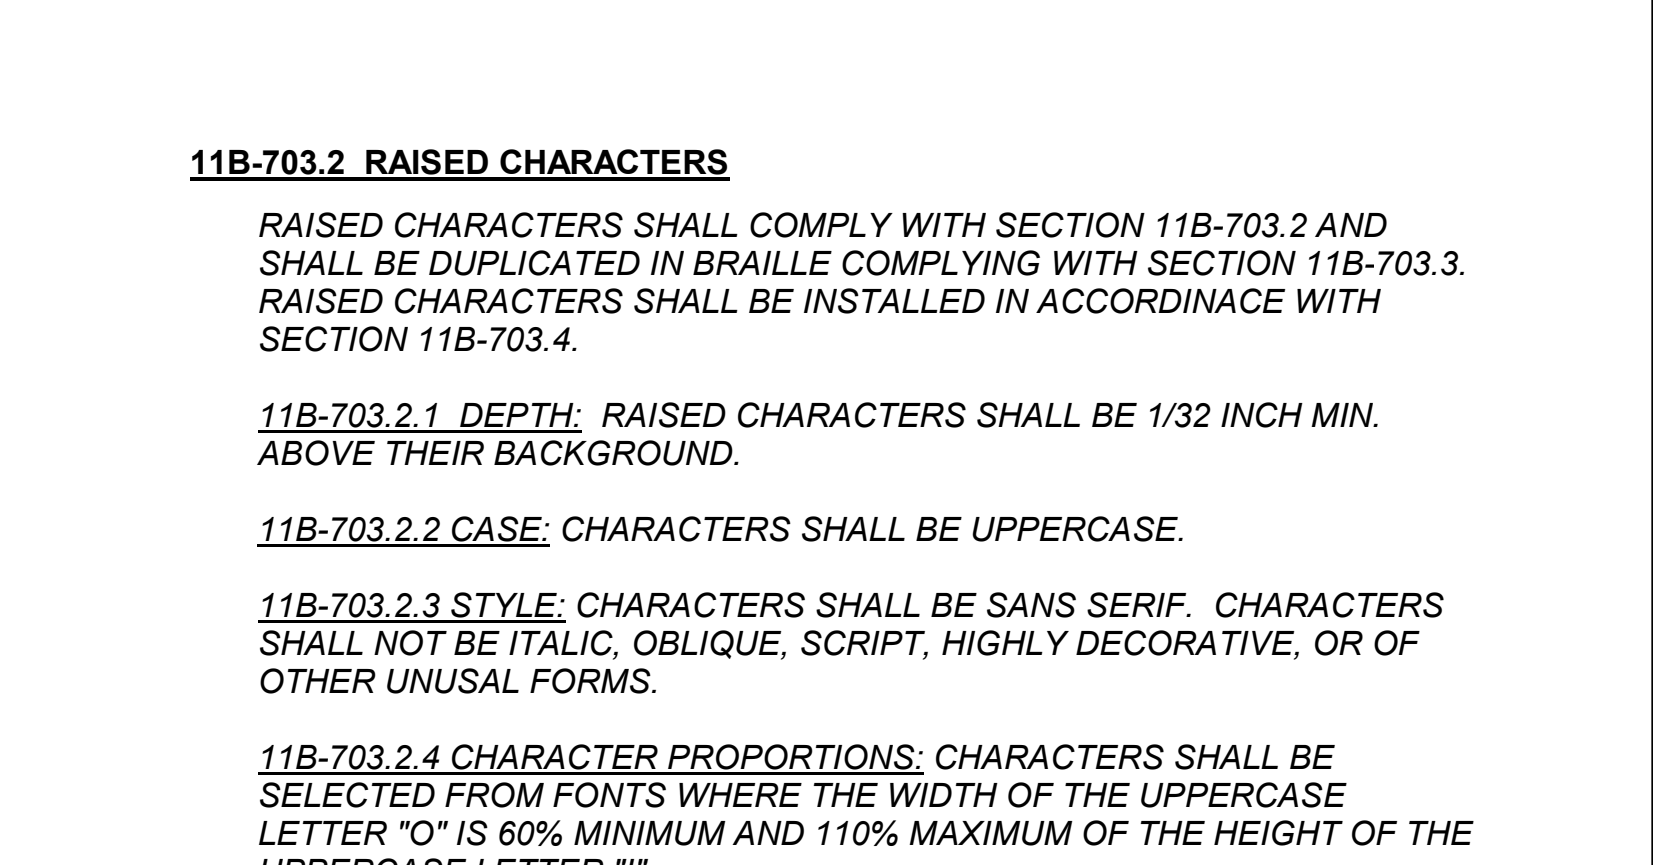 11B-703.2  RAISED CHARACTERS
RAISED CHARACTERS SHALL COMPLY WITH SECTION 11B-703.2 AND
SHALL BE DUPLICATED IN BRAILLE COMPLYING WITH SECTION 11B-703.3.
RAISED CHARACTERS SHALL BE INSTALLED IN ACCORDINACE WITH
SECTION 11B-703.4.
11B-703.2.1  DEPTH:  RAISED CHARACTERS SHALL BE 1/32 INCH MIN.
ABOVE THEIR BACKGROUND.
11B-703.2.2 CASE: CHARACTERS SHALL BE UPPERCASE.
11B-703.2.3 STYLE: CHARACTERS SHALL BE SANS SERIF.  CHARACTERS
SHALL NOT BE ITALIC, OBLIQUE, SCRIPT, HIGHLY DECORATIVE, OR OF
OTHER UNUSAL FORMS.
11B-703.2.4 CHARACTER PROPORTIONS: CHARACTERS SHALL BE
SELECTED FROM FONTS WHERE THE WIDTH OF THE UPPERCASE
LETTER "O" IS 60% MINIMUM AND 110% MAXIMUM OF THE HEIGHT OF THE
UPPERCASE LETTER "I"